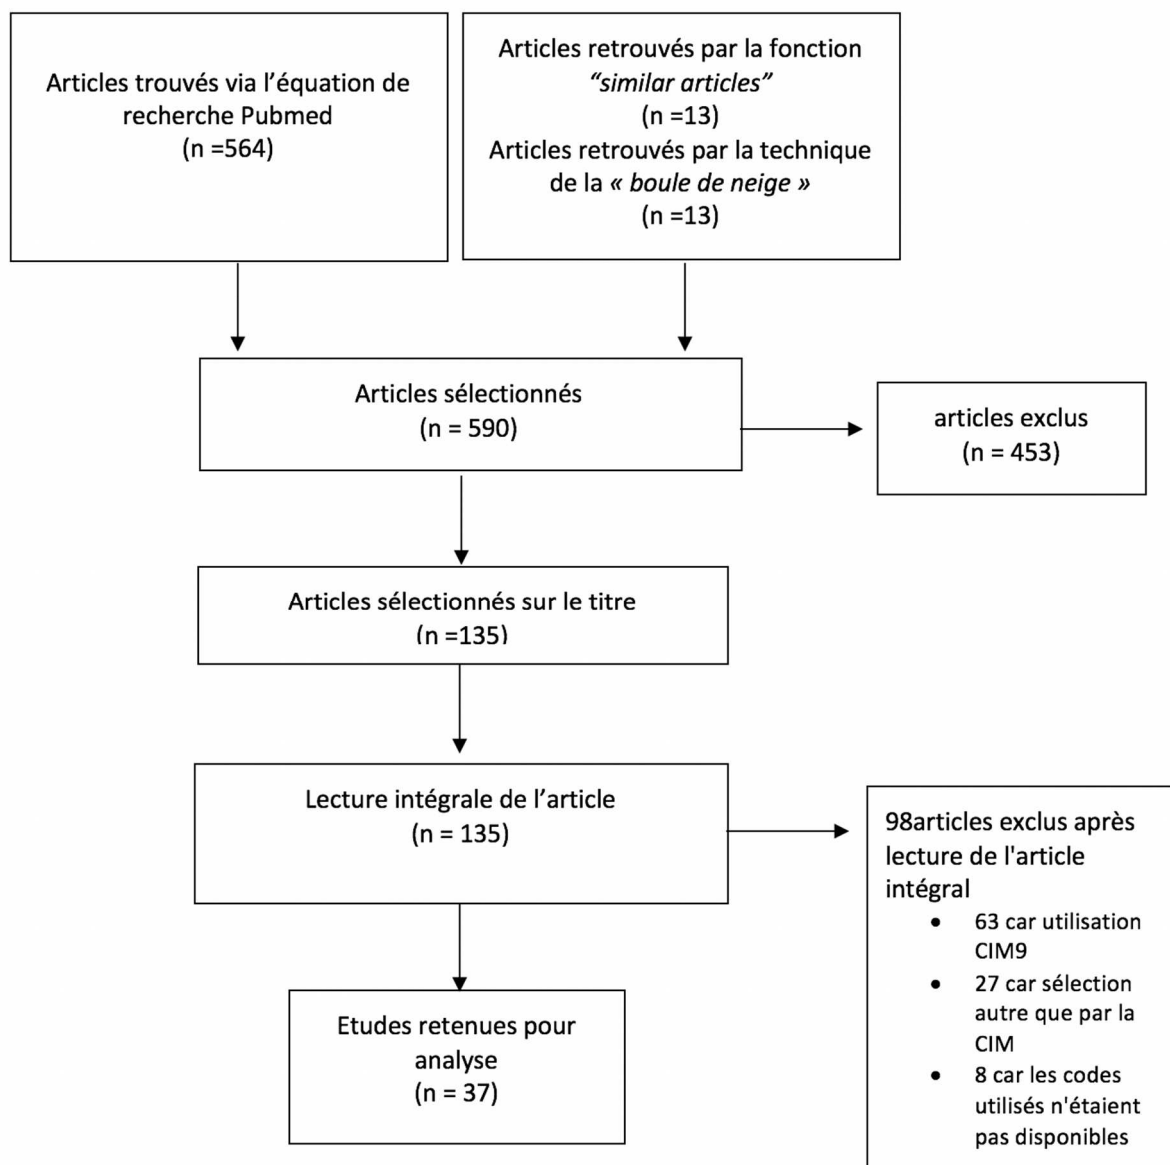 Articles trouvés via l’équation de
recherche Pubmed
(n =564)
Articles retrouvés par la fonction
“similar articles”
(n =13)
Articles retrouvés par la technique
de la « boule de neige »
(n =13)
Articles sélectionnés
(n = 590)
articles exclus
(n = 453)
Articles sélectionnés sur le titre
(n =135)
Lecture intégrale de l’article
(n = 135)
98articles exclus après
lecture de l'article
intégral
• 63 car utilisation
CIM9
• 27 car sélection
autre que par la
CIM
• 8 car les codes
utilisés n'étaient
pas disponibles
Etudes retenues pour
analyse
(n = 37)